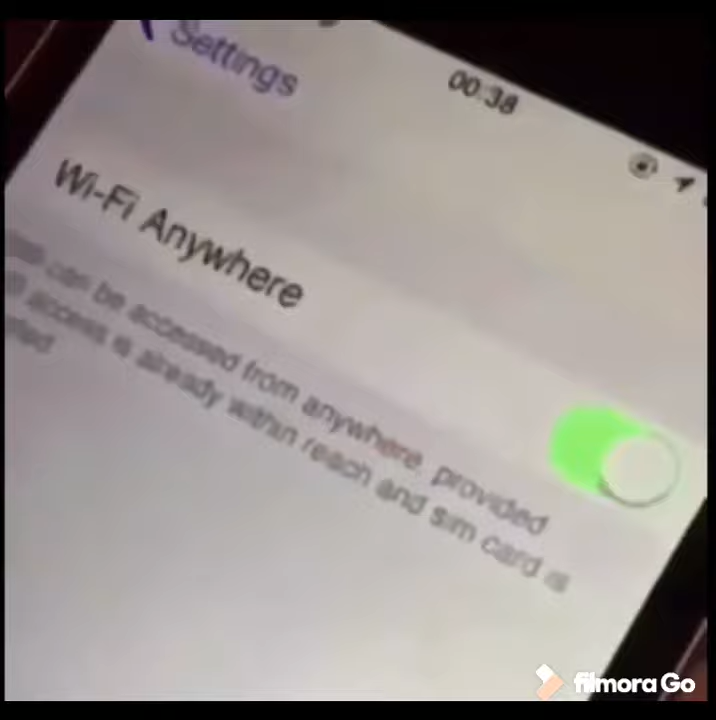 Settings
00:38
Wi-Fi Anywhere
can be accessed from anywhere, provided
access is already within reach and sim card is
filmora Go